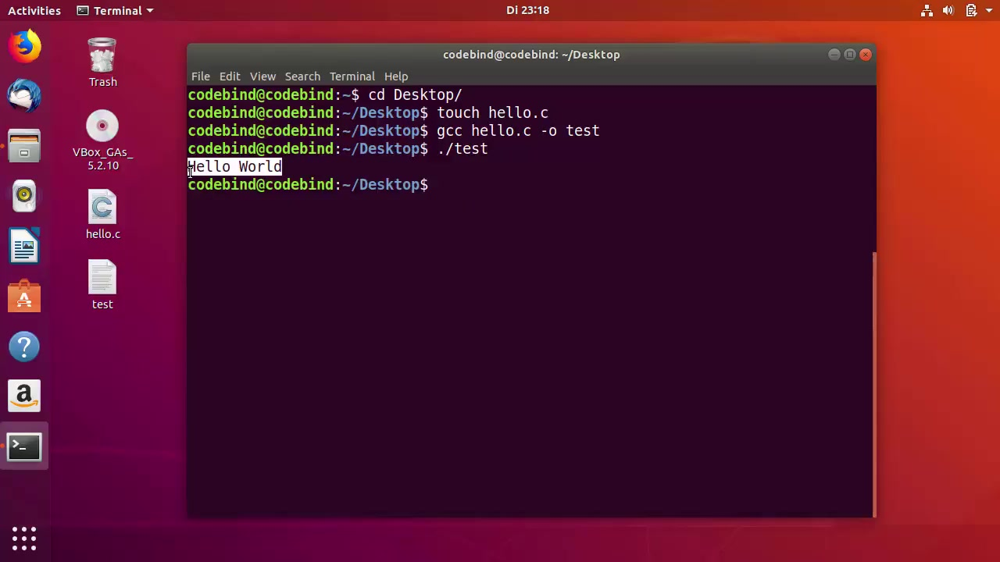 Activities Terminal Di 23:18
codebind@codebind: ~/Desktop
File Edit View Search Terminal Help
codebind@codebind:~$ cd Desktop/
codebind@codebind:~/Desktop$ touch hello.c
codebind@codebind:~/Desktop$ gcc hello.c -o test
codebind@codebind:~/Desktop$ ./test
Hello World
codebind@codebind:~/Desktop$
Trash
VBox_GAs_
5.2.10
hello.c
test